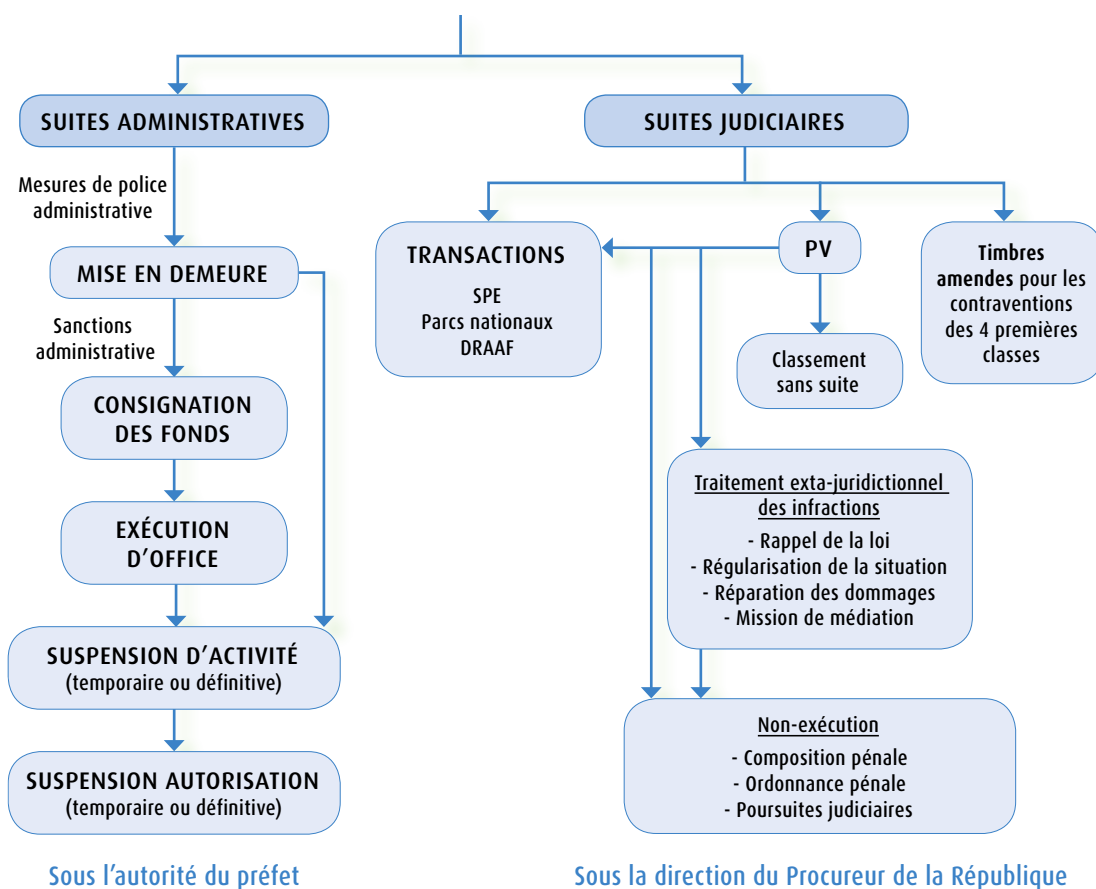 SUITES ADMINISTRATIVES
Mesures de police
administrative
MISE EN DEMEURE
Sanctions
administrative
CONSIGNATION
DES FONDS
EXÉCUTION
D'OFFICE
SUSPENSION D'ACTIVITÉ
(temporaire ou définitive)
SUSPENSION AUTORISATION
(temporaire ou définitive)
Sous l'autorité du préfet
SUITES JUDICIAIRES
TRANSACTIONS
SPE
Parcs nationaux
DRAAF
PV
Classement
sans suite
Timbres
amendes pour les
contraventions
des 4 premières
classes
Traitement exta-juridictionnel
des infractions
- Rappel de la loi
- Régularisation de la situation
- Réparation des dommages
- Mission de médiation
Non-exécution
- Composition pénale
- Ordonnance pénale
- Poursuites judiciaires
Sous la direction du Procureur de la République